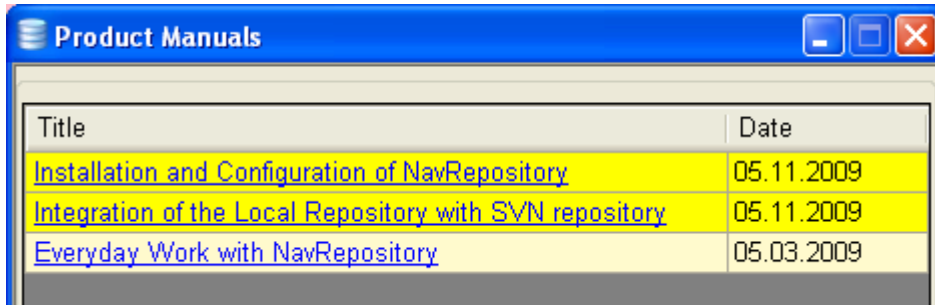 Product Manuals
Title Date
Installation and Configuration of NavRepository 05.11.2009
Integration of the Local Repository with SVN repository 05.11.2009
Everyday Work with NavRepository 05.03.2009